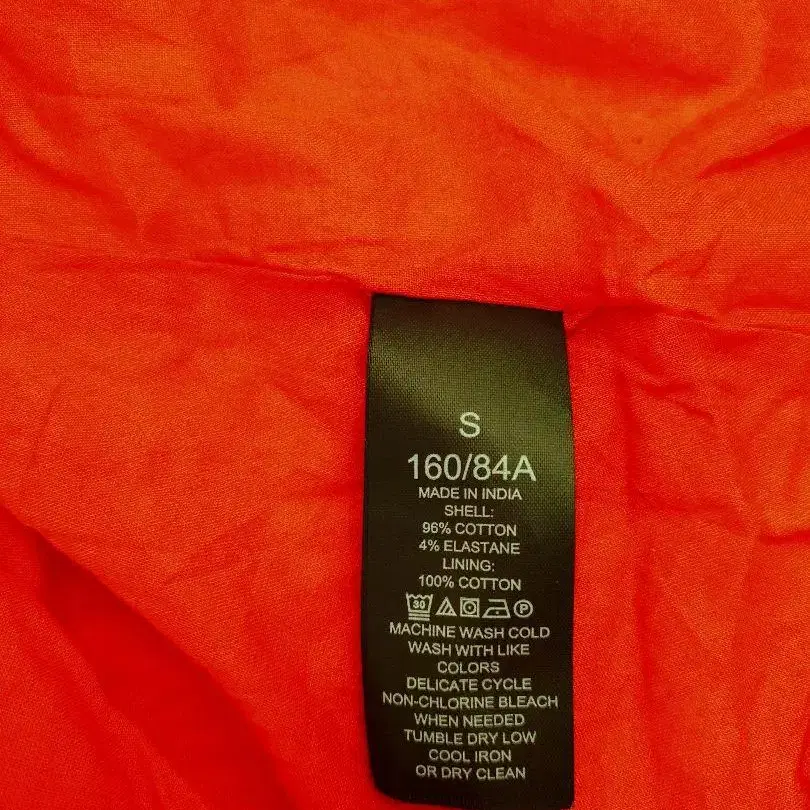 S
160/84A
MADE IN INDIA
SHELL:
96% COTTON
4% ELASTANE
LINING:
100% COTTON
30 P
MACHINE WASH COLD
WASH WITH LIKE
COLORS
DELICATE CYCLE
NON-CHLORINE BLEACH
WHEN NEEDED
TUMBLE DRY LOW
COOL IRON
OR DRY CLEAN